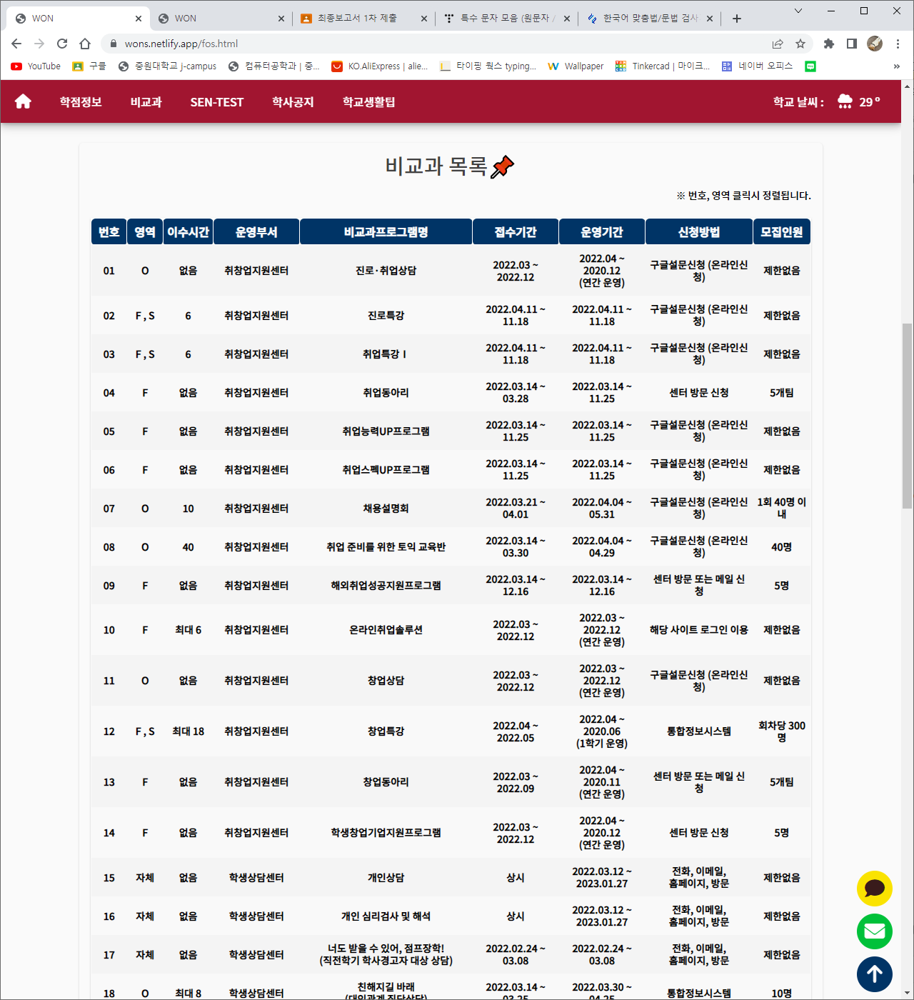 WON
WON
최종보고서 1차 제출
특수 문자 모음 (원문자 /
한국어 맞춤법/문법 검사
wons.netlify.app/fos.html
YouTube 구글 중원대학교 j-campus 컴퓨터공학과 | 중... KO.AliExpress | alie... 타이핑 웍스 typing... Wallpaper Tinkercad | 마이크... 네이버 오피스 »
학점정보 비교과 SEN-TEST 학사공지 학교생활팁 학교 날씨 : 29 º
비교과 목록
※ 번호, 영역 클릭시 정렬됩니다.
번호 영역 이수시간 운영부서 비교과프로그램명 접수기간 운영기간 신청방법 모집인원
01 O 없음 취창업지원센터 진로·취업상담 2022.03 ~ 2022.12 2022.04 ~ 2020.12 (연간 운영) 구글설문신청 (온라인신청) 제한없음
02 F , S 6 취창업지원센터 진로특강 2022.04.11 ~ 11.18 2022.04.11 ~ 11.18 구글설문신청 (온라인신청) 제한없음
03 F , S 6 취창업지원센터 취업특강Ⅰ 2022.04.11 ~ 11.18 2022.04.11 ~ 11.18 구글설문신청 (온라인신청) 제한없음
04 F 없음 취창업지원센터 취업동아리 2022.03.14 ~ 03.28 2022.03.14 ~ 11.25 센터 방문 신청 5개팀
05 F 없음 취창업지원센터 취업능력UP프로그램 2022.03.14 ~ 11.25 2022.03.14 ~ 11.25 구글설문신청 (온라인신청) 제한없음
06 F 없음 취창업지원센터 취업스펙UP프로그램 2022.03.14 ~ 11.25 2022.03.14 ~ 11.25 구글설문신청 (온라인신청) 제한없음
07 O 10 취창업지원센터 채용설명회 2022.03.21 ~ 04.01 2022.04.04 ~ 05.31 구글설문신청 (온라인신청) 1회 40명 이내
08 O 40 취창업지원센터 취업 준비를 위한 토익 교육반 2022.03.14 ~ 03.30 2022.04.04 ~ 04.29 구글설문신청 (온라인신청) 40명
09 F 없음 취창업지원센터 해외취업성공지원프로그램 2022.03.14 ~ 12.16 2022.03.14 ~ 12.16 센터 방문 또는 메일 신청 5명
10 F 최대 6 취창업지원센터 온라인취업솔루션 2022.03 ~ 2022.12 2022.03 ~ 2022.12 (연간 운영) 해당 사이트 로그인 이용 제한없음
11 O 없음 취창업지원센터 창업상담 2022.03 ~ 2022.12 2022.03 ~ 2022.12 (연간 운영) 구글설문신청 (온라인신청) 제한없음
12 F , S 최대 18 취창업지원센터 창업특강 2022.04 ~ 2022.05 2022.04 ~ 2020.06 (1학기 운영) 통합정보시스템 회차당 300명
13 F 없음 취창업지원센터 창업동아리 2022.03 ~ 2022.09 2022.04 ~ 2020.11 (연간 운영) 센터 방문 또는 메일 신청 5개팀
14 F 없음 취창업지원센터 학생창업기업지원프로그램 2022.03 ~ 2022.12 2022.04 ~ 2020.12 (연간 운영) 센터 방문 신청 5명
15 자체 없음 학생상담센터 개인상담 상시 2022.03.12 ~ 2023.01.27 전화, 이메일, 홈페이지, 방문 제한없음
16 자체 없음 학생상담센터 개인 심리검사 및 해석 상시 2022.03.12 ~ 2023.01.27 전화, 이메일, 홈페이지, 방문 제한없음
17 자체 없음 학생상담센터 너도 받을 수 있어, 점프장학! (직전학기 학사경고자 대상 상담) 2022.02.24 ~ 03.08 2022.02.24 ~ 03.08 전화, 이메일, 홈페이지, 방문 제한없음
18 O 최대 8 학생상담센터 친해지길 바래 (대인관계 집단상담) 2022.03.14 ~ 03.25 2022.03.30 ~ 04.25 통합정보시스템 10명